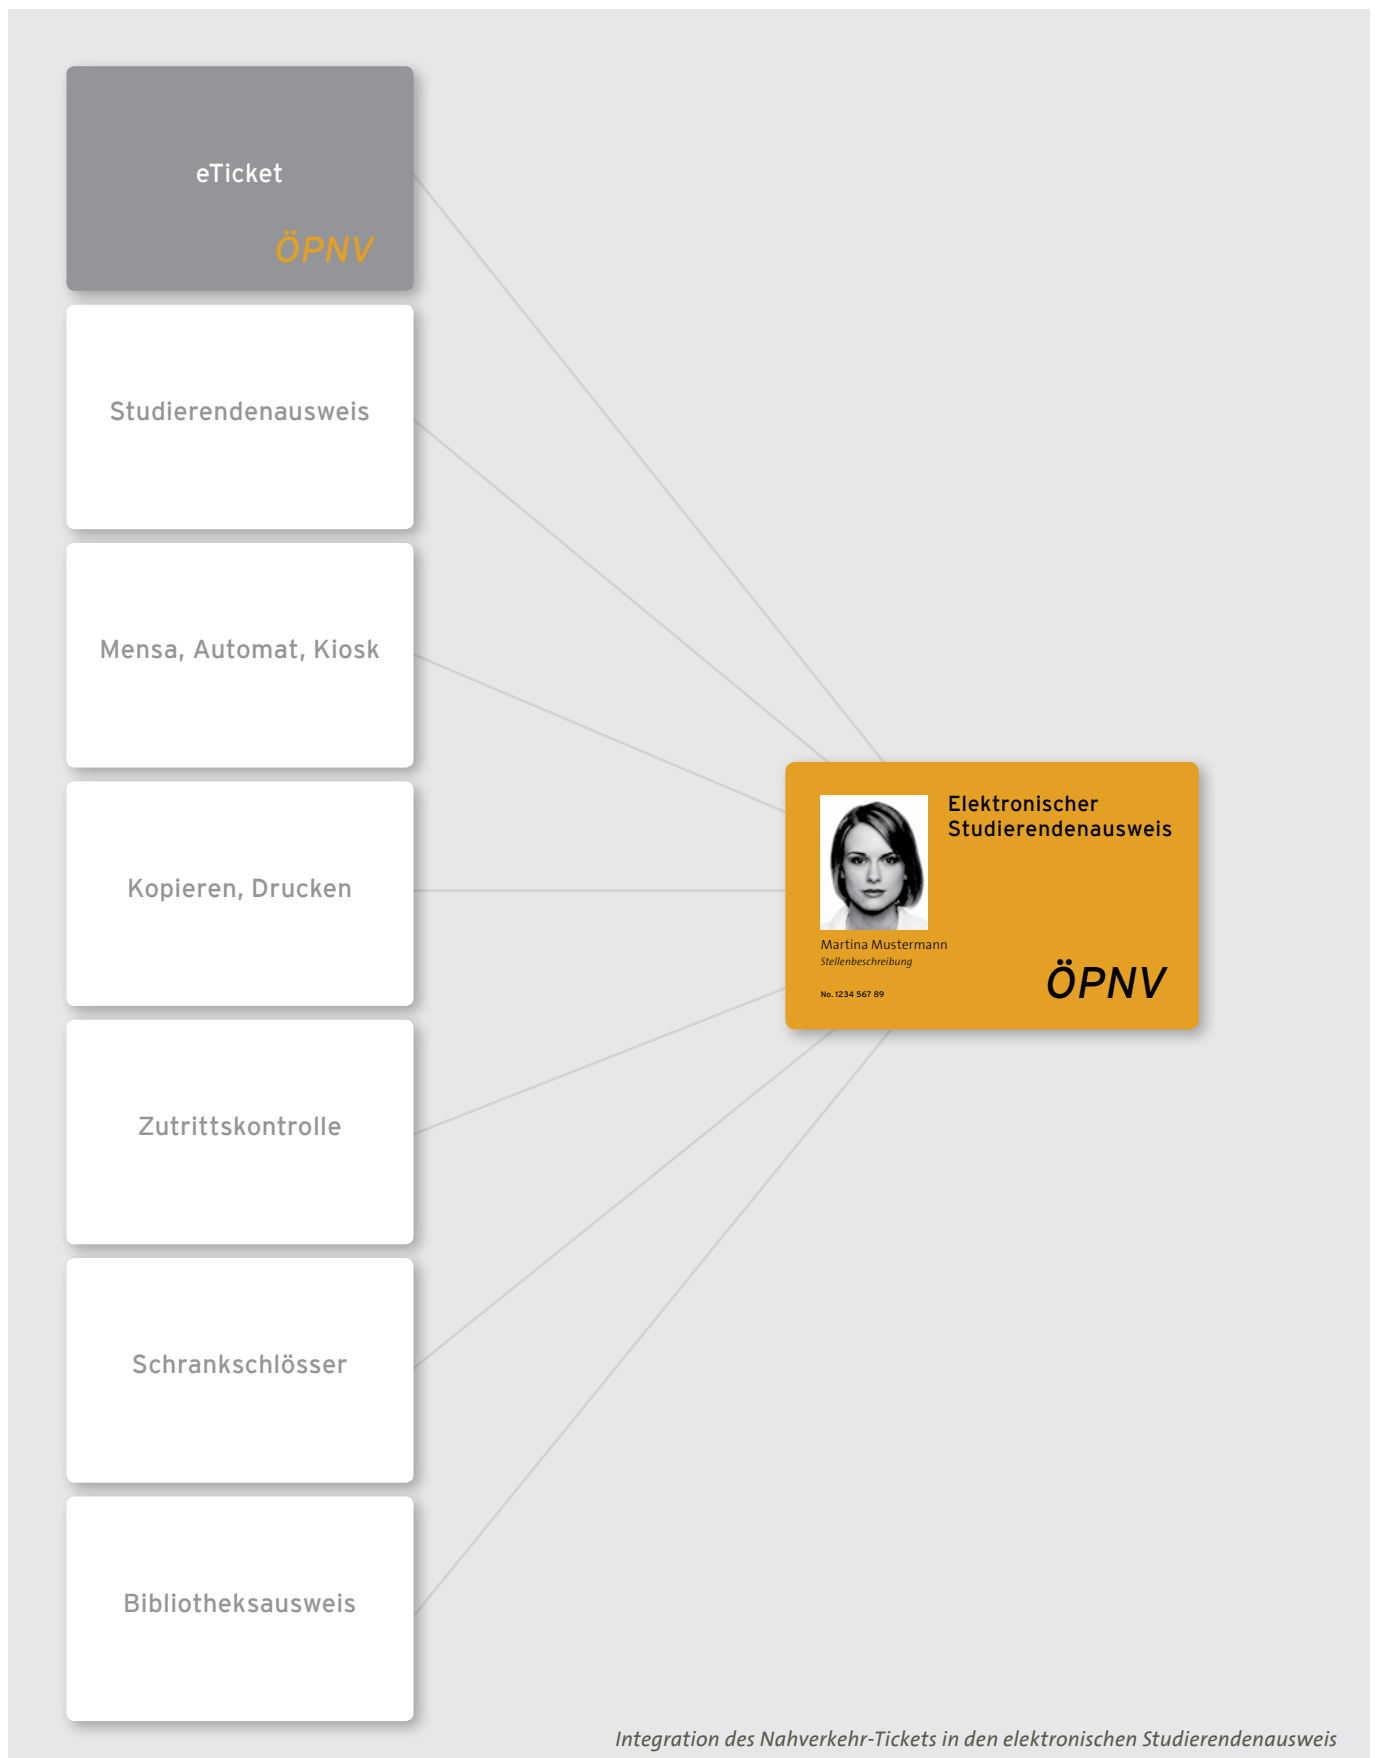 eTicket
ÖPNV
Studierendenausweis
Mensa, Automat, Kiosk
Kopieren, Drucken
Zutrittskontrolle
Schrankschlösser
Bibliotheksausweis
Elektronischer
Studierendenausweis
Martina Mustermann
Stellenbeschreibung
No. 1234 567 89
ÖPNV
Integration des Nahverkehr-Tickets in den elektronischen Studierendenausweis